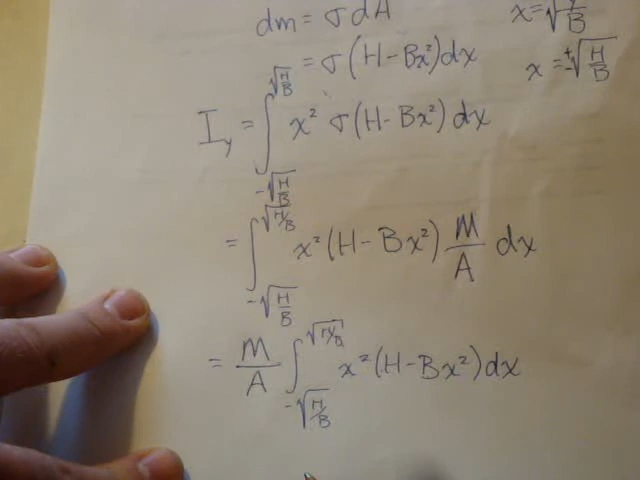 dm = σ dA
x = √(y/B)
= σ(H - Bx²)dx
x = ±√(H/B)
I_y = ∫_{-√(H/B)}^{√(H/B)} x² σ(H - Bx²) dx
= ∫_{-√(H/B)}^{√(H/B)} x²(H - Bx²) M/A dx
= M/A ∫_{-√(H/B)}^{√(H/B)} x²(H - Bx²)dx